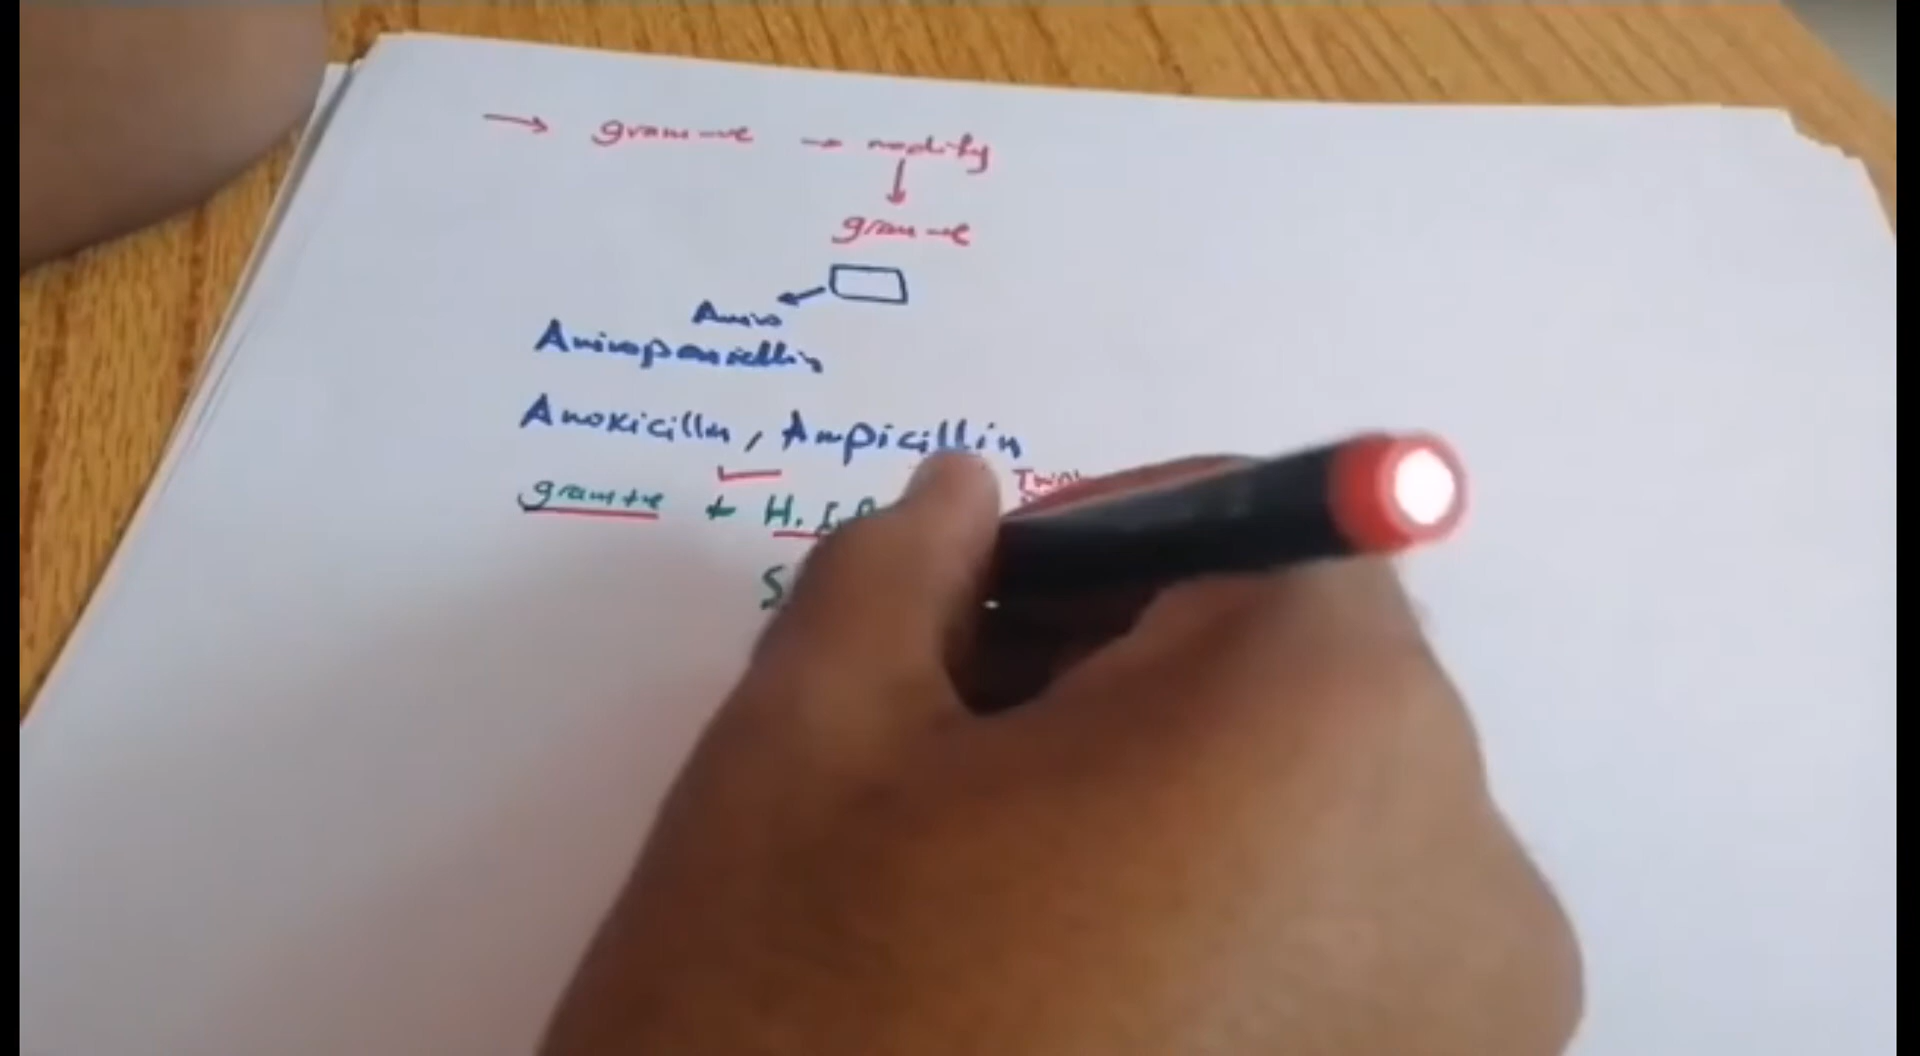 → gram -ve → modify
↓
gram -ve
Amino
Aminopenicillin
Amoxicillin, Ampicillin
gram +ve + H.
S